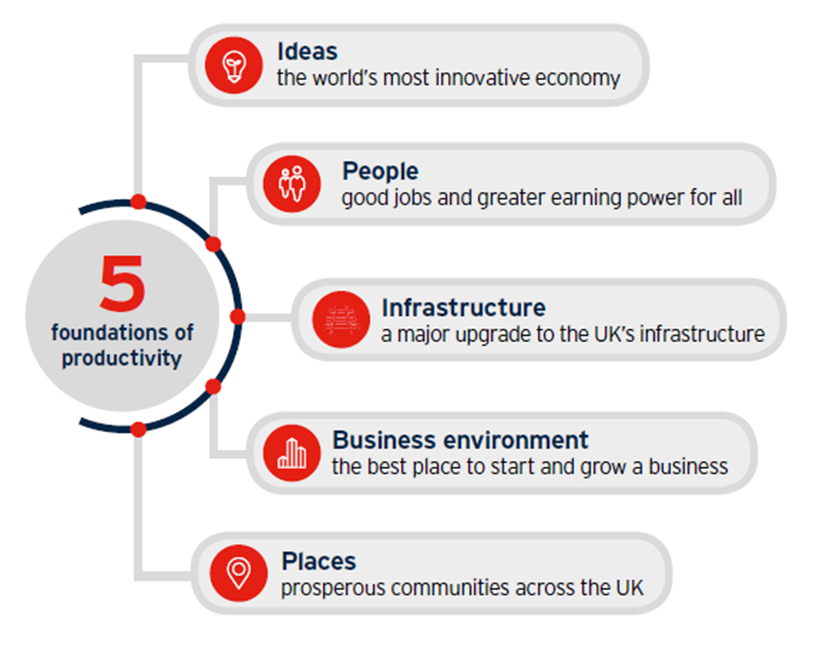 Ideas
the world's most innovative economy
People
good jobs and greater earning power for all
5
foundations of
productivity
Infrastructure
a major upgrade to the UK's infrastructure
Business environment
the best place to start and grow a business
Places
prosperous communities across the UK